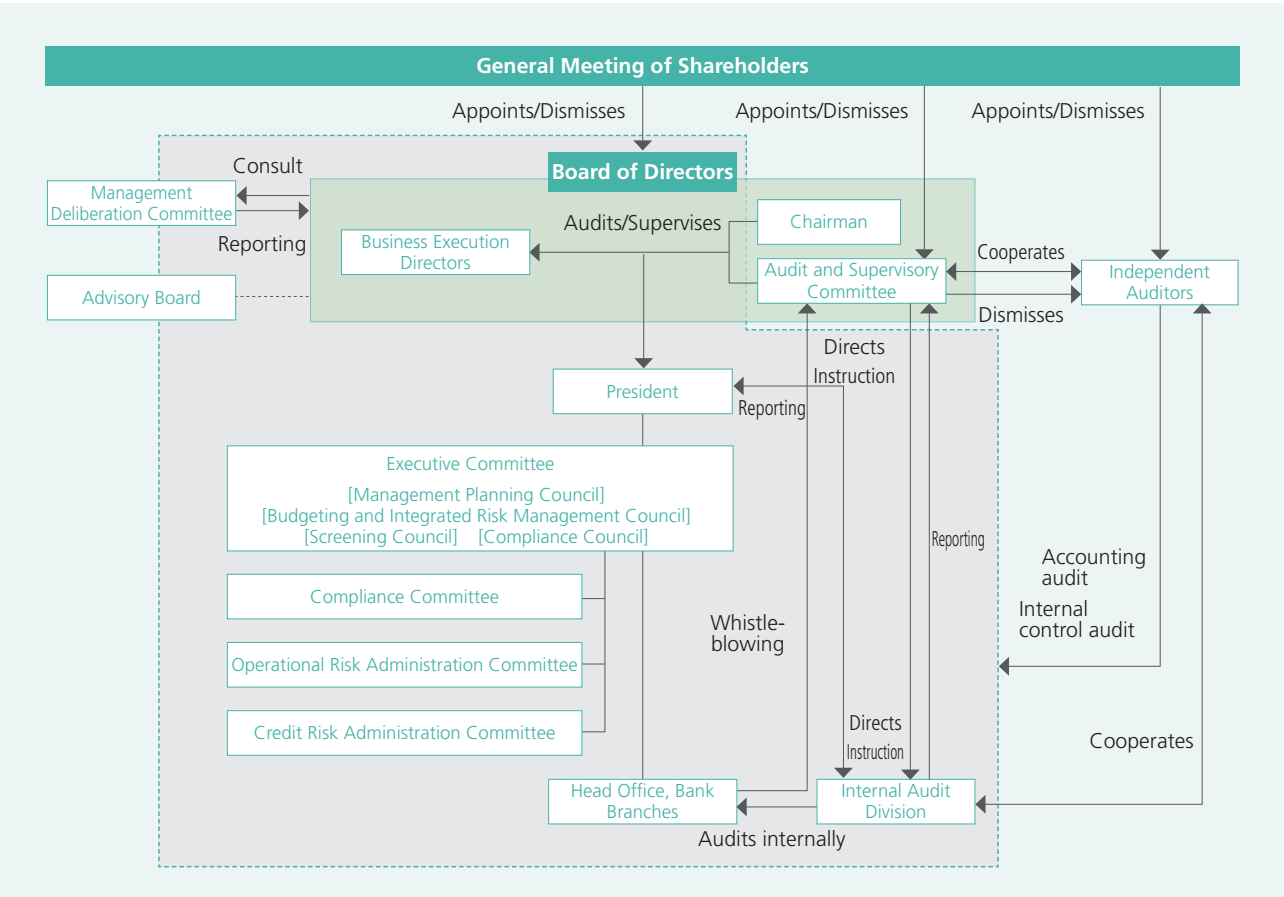 General Meeting of Shareholders
Appoints/Dismisses
Appoints/Dismisses
Appoints/Dismisses
Board of Directors
Consult
Management
Deliberation Committee
Reporting
Audits/Supervises
Chairman
Business Execution
Directors
Audit and Supervisory
Committee
Cooperates
Independent
Auditors
Advisory Board
Dismisses
Directs
Instruction
President
Reporting
Executive Committee
[Management Planning Council]
[Budgeting and Integrated Risk Management Council]
[Screening Council] [Compliance Council]
Reporting
Accounting
audit
Internal
control audit
Compliance Committee
Whistle-
blowing
Operational Risk Administration Committee
Credit Risk Administration Committee
Directs
Instruction
Cooperates
Head Office, Bank
Branches
Internal Audit
Division
Audits internally